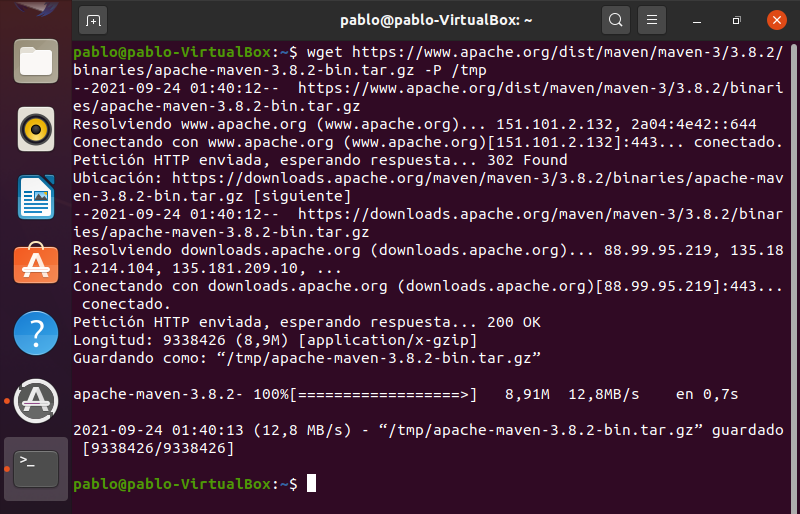 pablo@pablo-VirtualBox: ~
pablo@pablo-VirtualBox:~$ wget https://www.apache.org/dist/maven/maven-3/3.8.2/
binaries/apache-maven-3.8.2-bin.tar.gz -P /tmp
--2021-09-24 01:40:12--  https://www.apache.org/dist/maven/maven-3/3.8.2/binari
es/apache-maven-3.8.2-bin.tar.gz
Resolviendo www.apache.org (www.apache.org)... 151.101.2.132, 2a04:4e42::644
Conectando con www.apache.org (www.apache.org)[151.101.2.132]:443... conectado.
Petición HTTP enviada, esperando respuesta... 302 Found
Ubicación: https://downloads.apache.org/maven/maven-3/3.8.2/binaries/apache-mav
en-3.8.2-bin.tar.gz [siguiente]
--2021-09-24 01:40:12--  https://downloads.apache.org/maven/maven-3/3.8.2/binar
ies/apache-maven-3.8.2-bin.tar.gz
Resolviendo downloads.apache.org (downloads.apache.org)... 88.99.95.219, 135.18
1.214.104, 135.181.209.10, ...
Conectando con downloads.apache.org (downloads.apache.org)[88.99.95.219]:443...
 conectado.
Petición HTTP enviada, esperando respuesta... 200 OK
Longitud: 9338426 (8,9M) [application/x-gzip]
Guardando como: “/tmp/apache-maven-3.8.2-bin.tar.gz”
apache-maven-3.8.2- 100%[==================>]   8,91M  12,8MB/s    en 0,7s
2021-09-24 01:40:13 (12,8 MB/s) - “/tmp/apache-maven-3.8.2-bin.tar.gz” guardado
 [9338426/9338426]
pablo@pablo-VirtualBox:~$